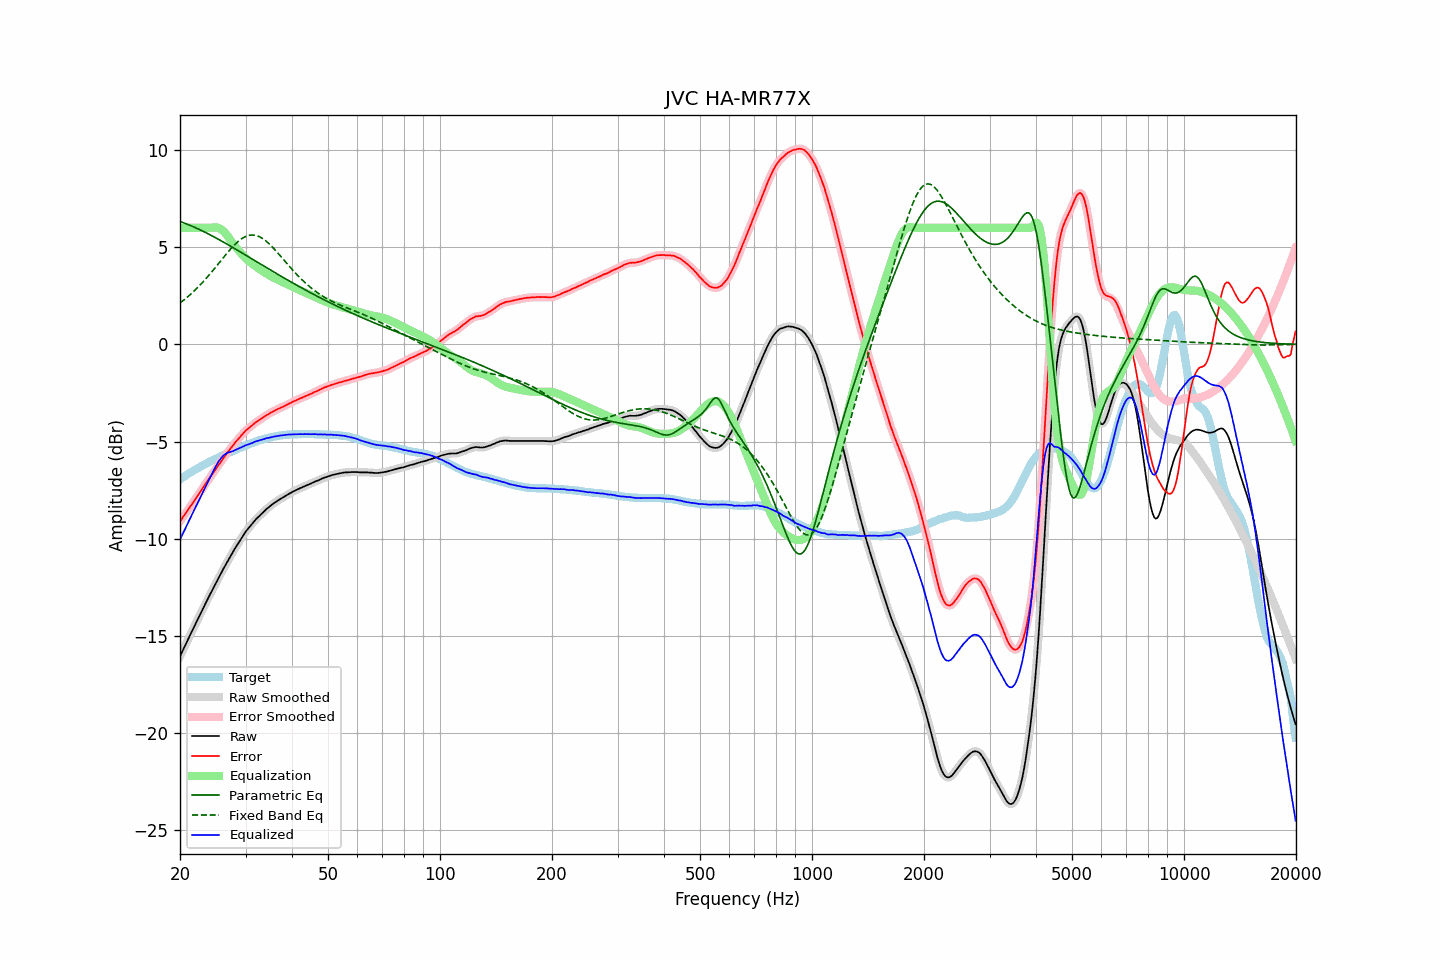 JVC HA-MR77X
10
5
0
−5
−10
−15
−20
−25
Amplitude (dBr)
Target
Raw Smoothed
Error Smoothed
Raw
Error
Equalization
Parametric Eq
Fixed Band Eq
Equalized
20 50 100 200 500 1000 2000 5000 10000 20000
Frequency (Hz)